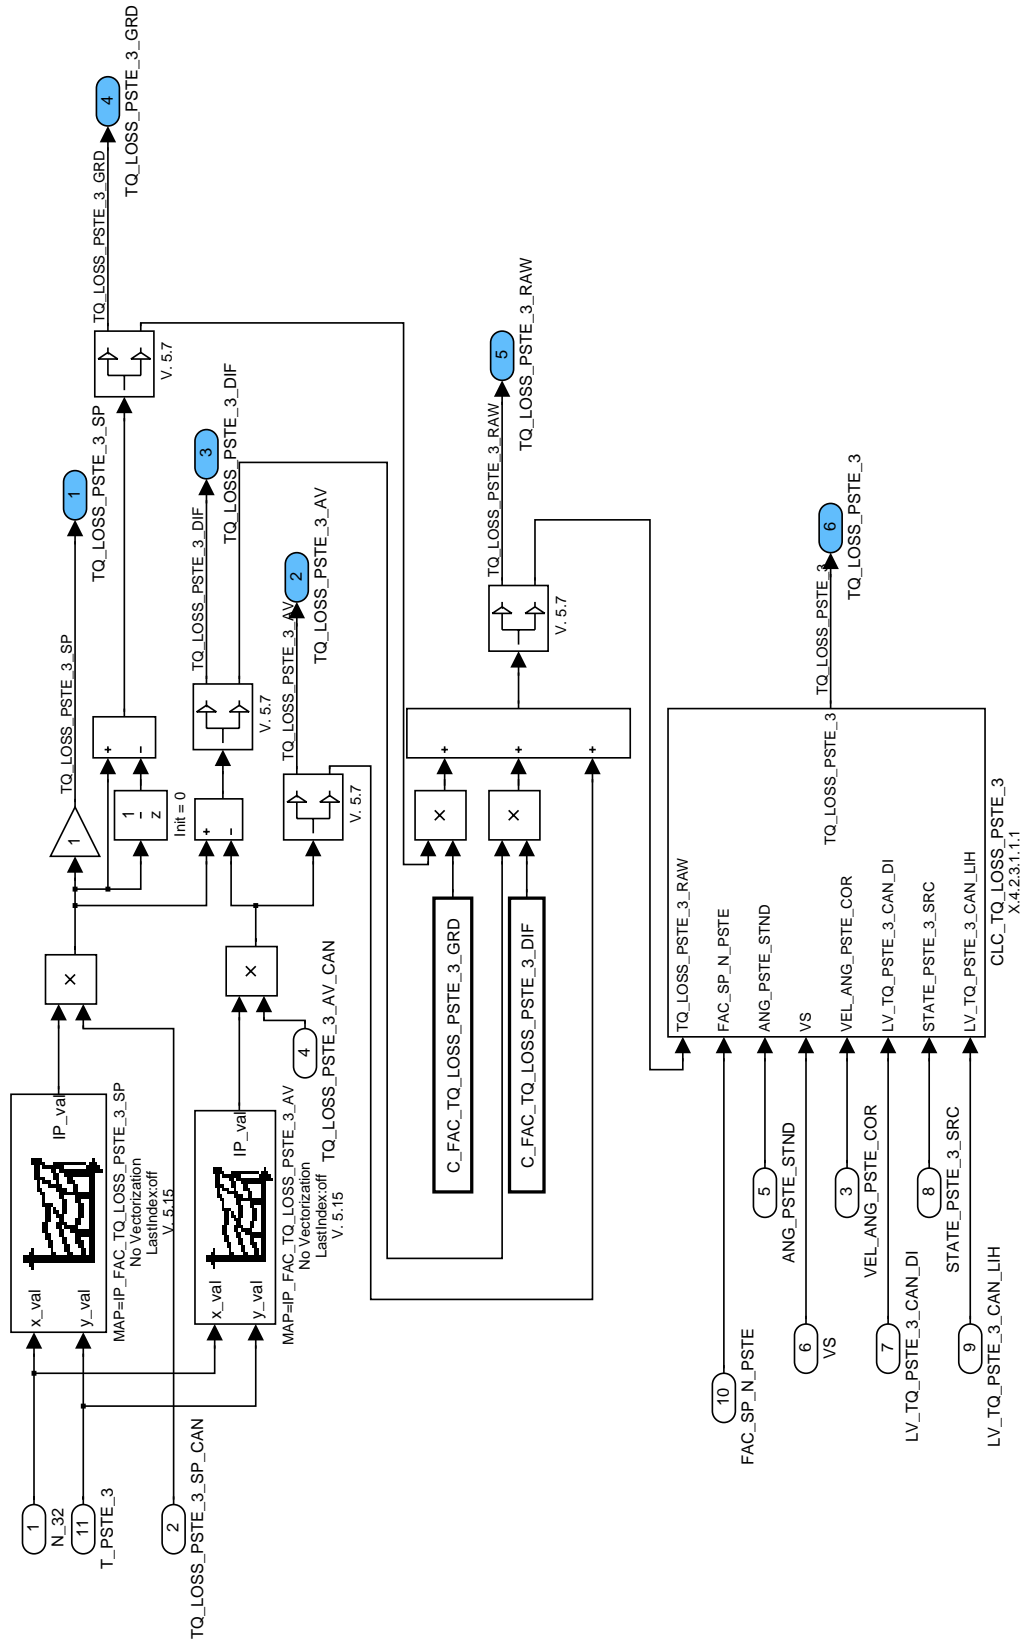 1
N_32
11
T_PSTE_3
2
TQ_LOSS_PSTE_3_SP_CAN
x_val
y_val
IP_val
MAP=IP_FAC_TQ_LOSS_PSTE_3_SP
No Vectorization
LastIndex:off
V. 5.15
x_val
y_val
IP_val
MAP=IP_FAC_TQ_LOSS_PSTE_3_AV
No Vectorization
LastIndex:off
V. 5.15
4
TQ_LOSS_PSTE_3_AV_CAN
×
×
1
TQ_LOSS_PSTE_3_SP
1
TQ_LOSS_PSTE_3_SP
1
z
Init = 0
+
-
V. 5.7
TQ_LOSS_PSTE_3_GRD
4
TQ_LOSS_PSTE_3_GRD
+
-
V. 5.7
TQ_LOSS_PSTE_3_DIF
3
TQ_LOSS_PSTE_3_DIF
V. 5.7
TQ_LOSS_PSTE_3_AV
2
TQ_LOSS_PSTE_3_AV
C_FAC_TQ_LOSS_PSTE_3_GRD
×
C_FAC_TQ_LOSS_PSTE_3_DIF
×
+
+
+
V. 5.7
TQ_LOSS_PSTE_3_RAW
5
TQ_LOSS_PSTE_3_RAW
10
FAC_SP_N_PSTE
5
ANG_PSTE_STND
6
VS
3
VEL_ANG_PSTE_COR
7
LV_TQ_PSTE_3_CAN_DI
8
STATE_PSTE_3_SRC
9
LV_TQ_PSTE_3_CAN_LIH
TQ_LOSS_PSTE_3_RAW
FAC_SP_N_PSTE
ANG_PSTE_STND
VS
VEL_ANG_PSTE_COR
LV_TQ_PSTE_3_CAN_DI
STATE_PSTE_3_SRC
LV_TQ_PSTE_3_CAN_LIH
TQ_LOSS_PSTE_3
CLC_TQ_LOSS_PSTE_3
X.4.2.3.1.1.1
TQ_LOSS_PSTE_3
6
TQ_LOSS_PSTE_3